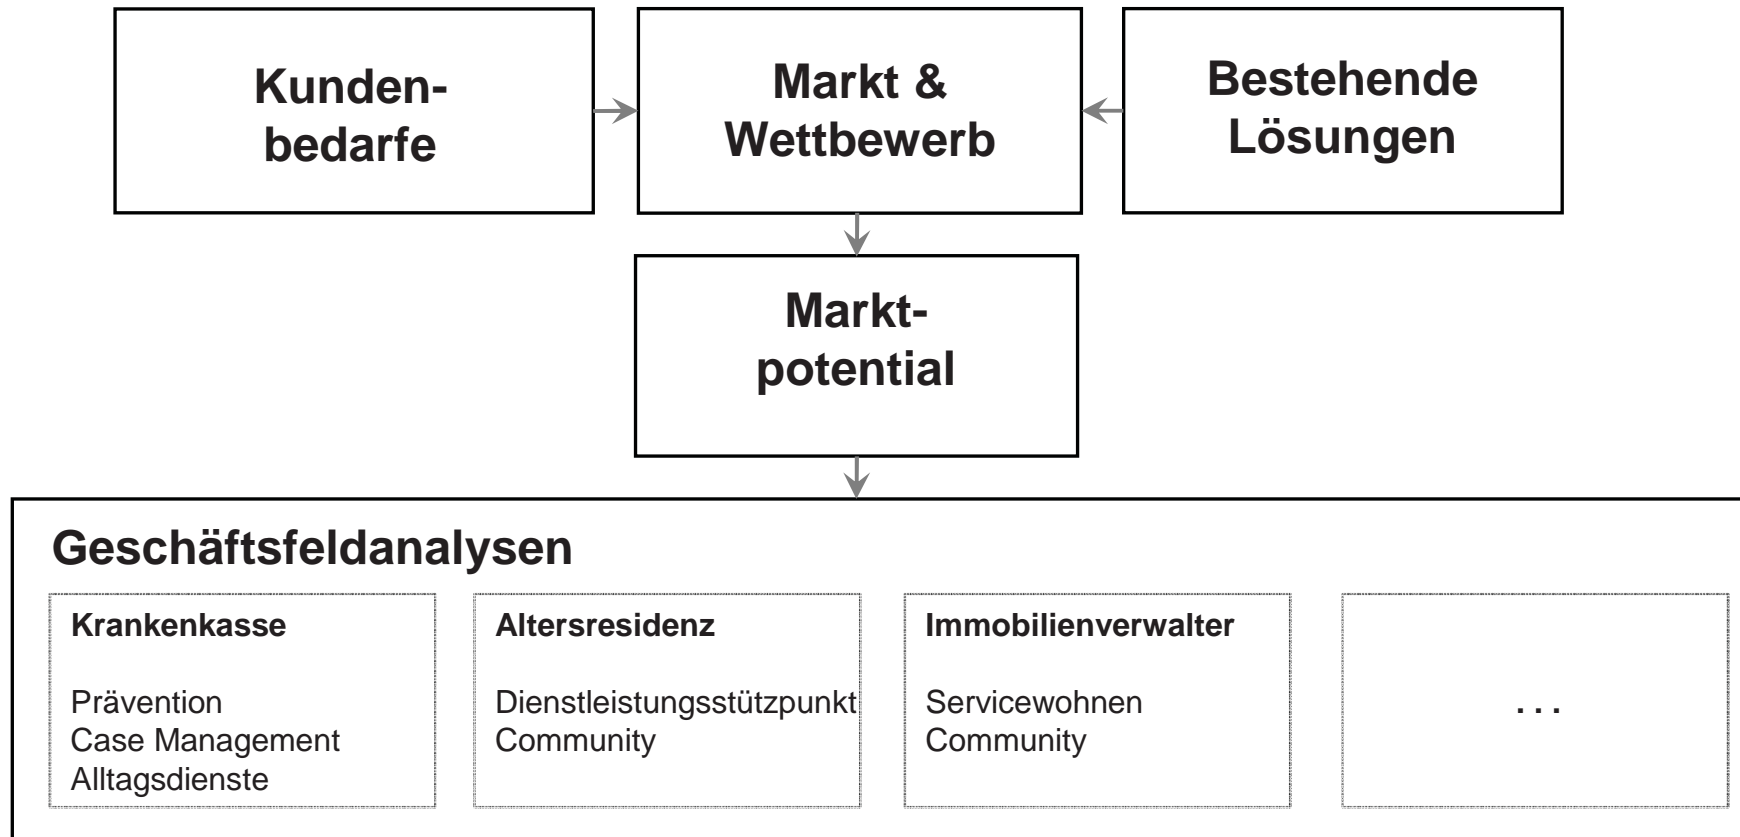 Kunden-
bedarfe
Markt &
Wettbewerb
Bestehende
Lösungen
Markt-
potential
Geschäftsfeldanalysen
Krankenkasse
Prävention
Case Management
Alltagsdienste
Altersresidenz
Dienstleistungsstützpunkt
Community
Immobilienverwalter
Servicewohnen
Community
...